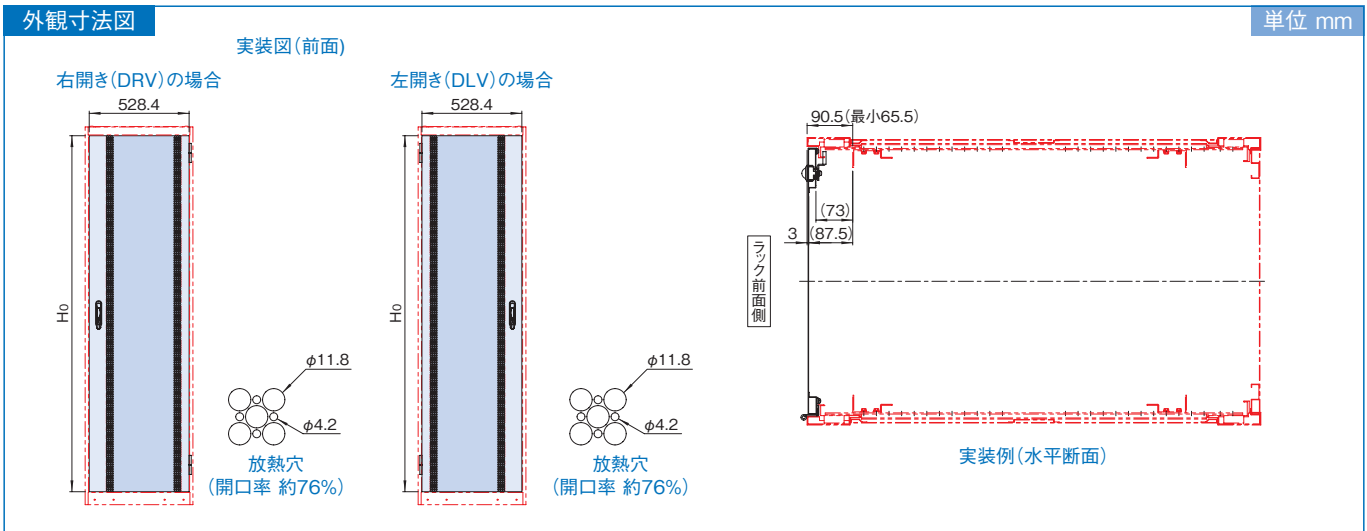 外観寸法図
単位 mm
実装図(前面)
右開き(DRV)の場合
528.4
H0
φ11.8
φ4.2
放熱穴
(開口率 約76%)
左開き(DLV)の場合
528.4
H0
φ11.8
φ4.2
放熱穴
(開口率 約76%)
90.5(最小65.5)
(73)
3 (87.5)
ラック前面側
実装例(水平断面)